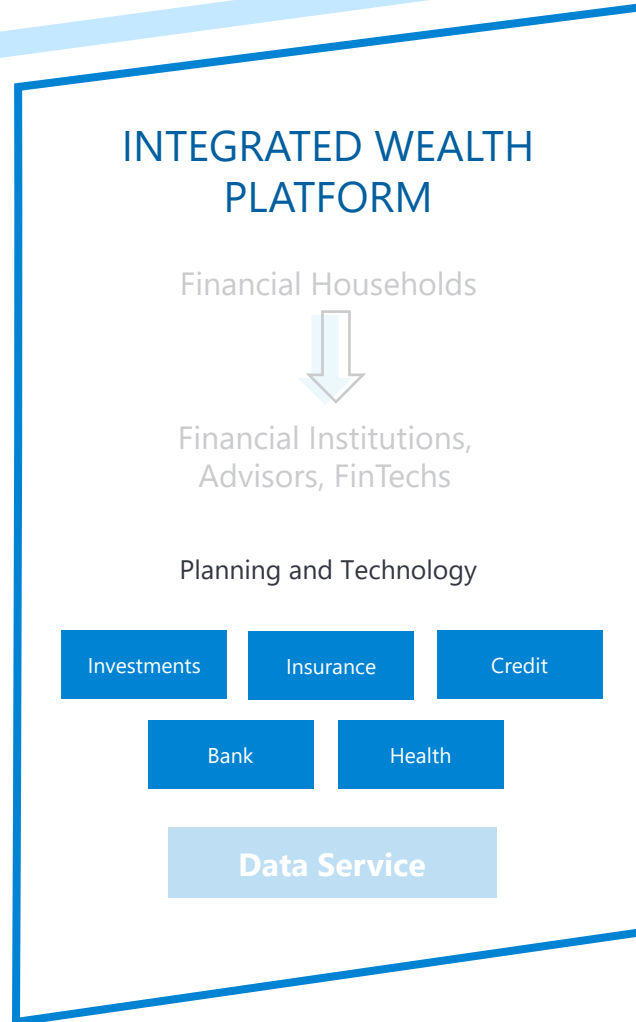 INTEGRATED WEALTH
PLATFORM
Financial Households
Financial Institutions,
Advisors, FinTechs
Planning and Technology
Investments
Insurance
Credit
Bank
Health
Data Service